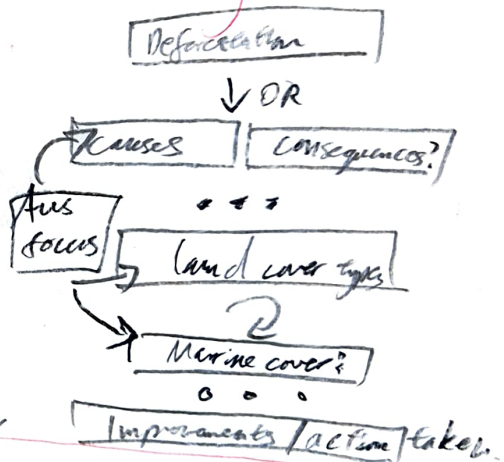 Deforestation
OR
causes
consequences?
Aus
focus
land cover types
Marine cover?
Improvements / action taken.